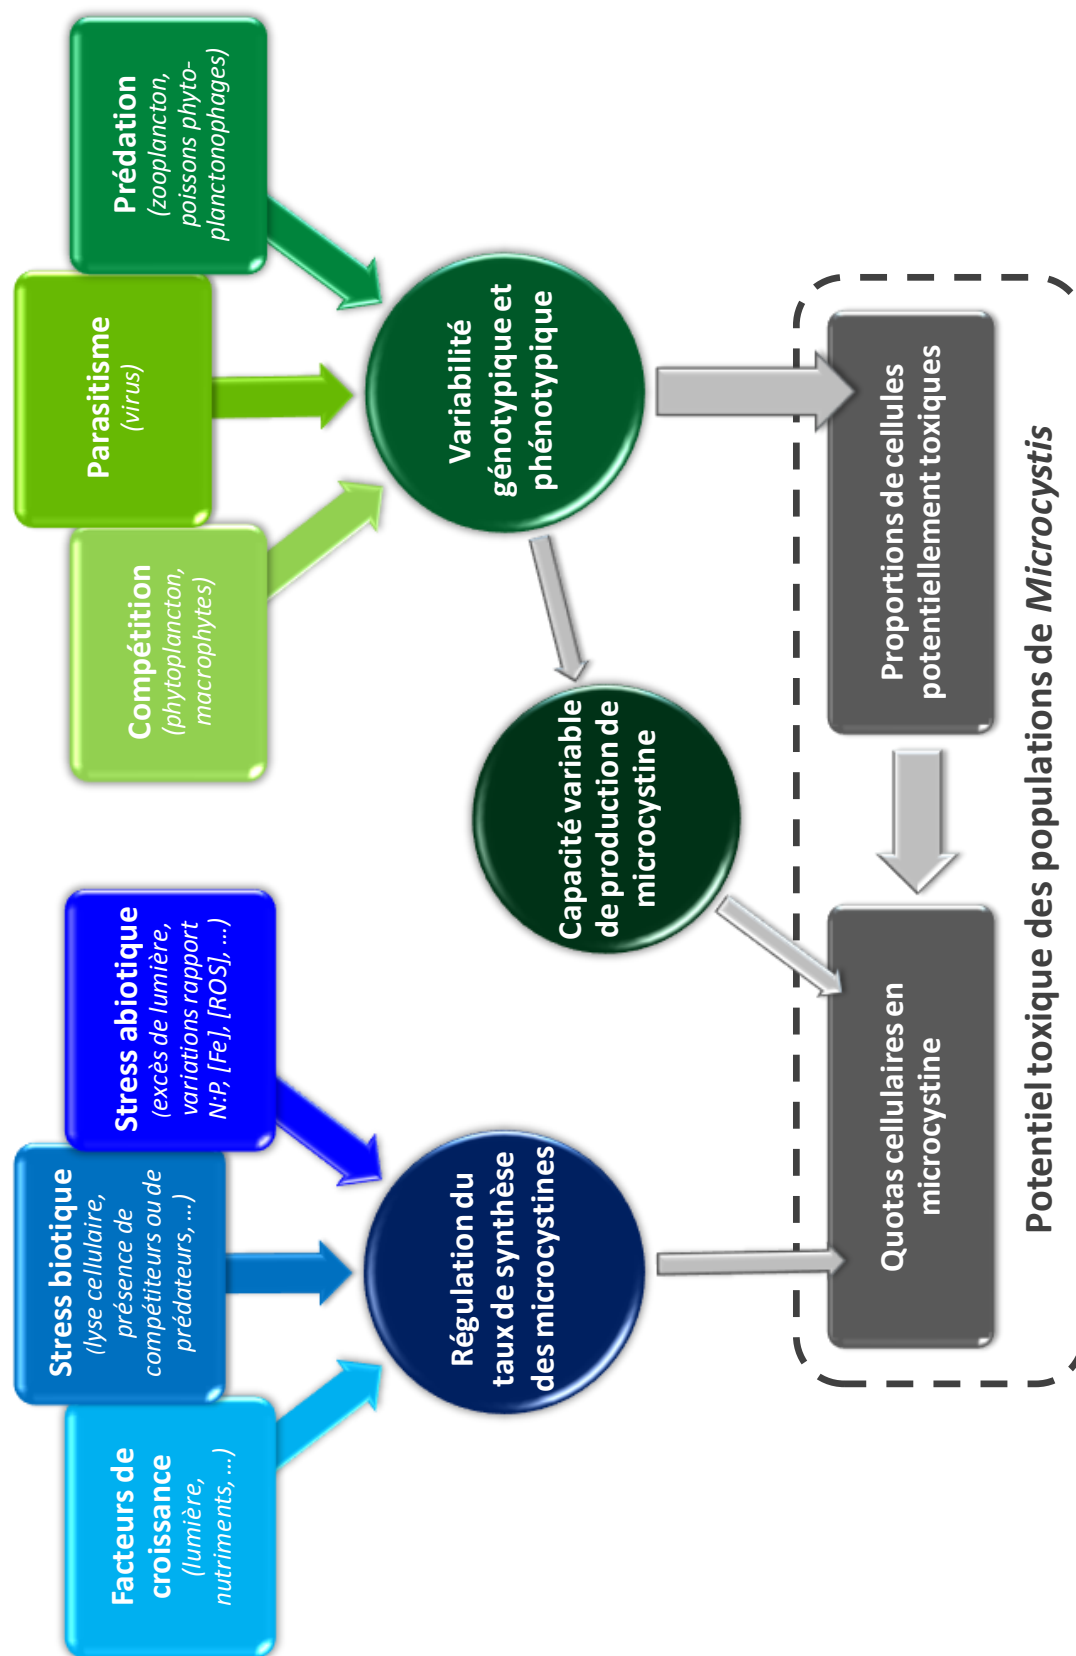 Facteurs de
croissance
(lumière,
nutriments, …)
Stress biotique
(lyse cellulaire,
présence de
compétiteurs ou de
prédateurs, …)
Stress abiotique
(excès de lumière,
variations rapport
N:P, [Fe], [ROS], …)
Compétition
(phytoplancton,
macrophytes)
Parasitisme
(virus)
Prédation
(zooplancton,
poissons phyto-
planctonophages)
Régulation du
taux de synthèse
des microcystines
Variabilité
génotypique et
phénotypique
Capacité variable
de production de
microcystine
Quotas cellulaires en
microcystine
Proportions de cellules
potentiellement toxiques
Potentiel toxique des populations de Microcystis